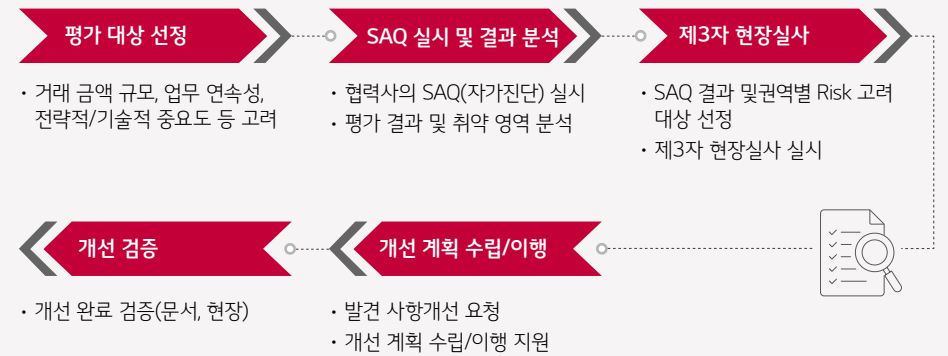 평가 대상 선정
SAQ 실시 및 결과 분석
제3자 현장실사
• 거래 금액 규모, 업무 연속성,
전략적/기술적 중요도 등 고려
• 협력사의 SAQ(자가진단) 실시
• 평가 결과 및 취약 영역 분석
• SAQ 결과 및권역별 Risk 고려
대상 선정
• 제3자 현장실사 실시
개선 검증
개선 계획 수립/이행
• 개선 완료 검증(문서, 현장)
• 발견 사항개선 요청
• 개선 계획 수립/이행 지원